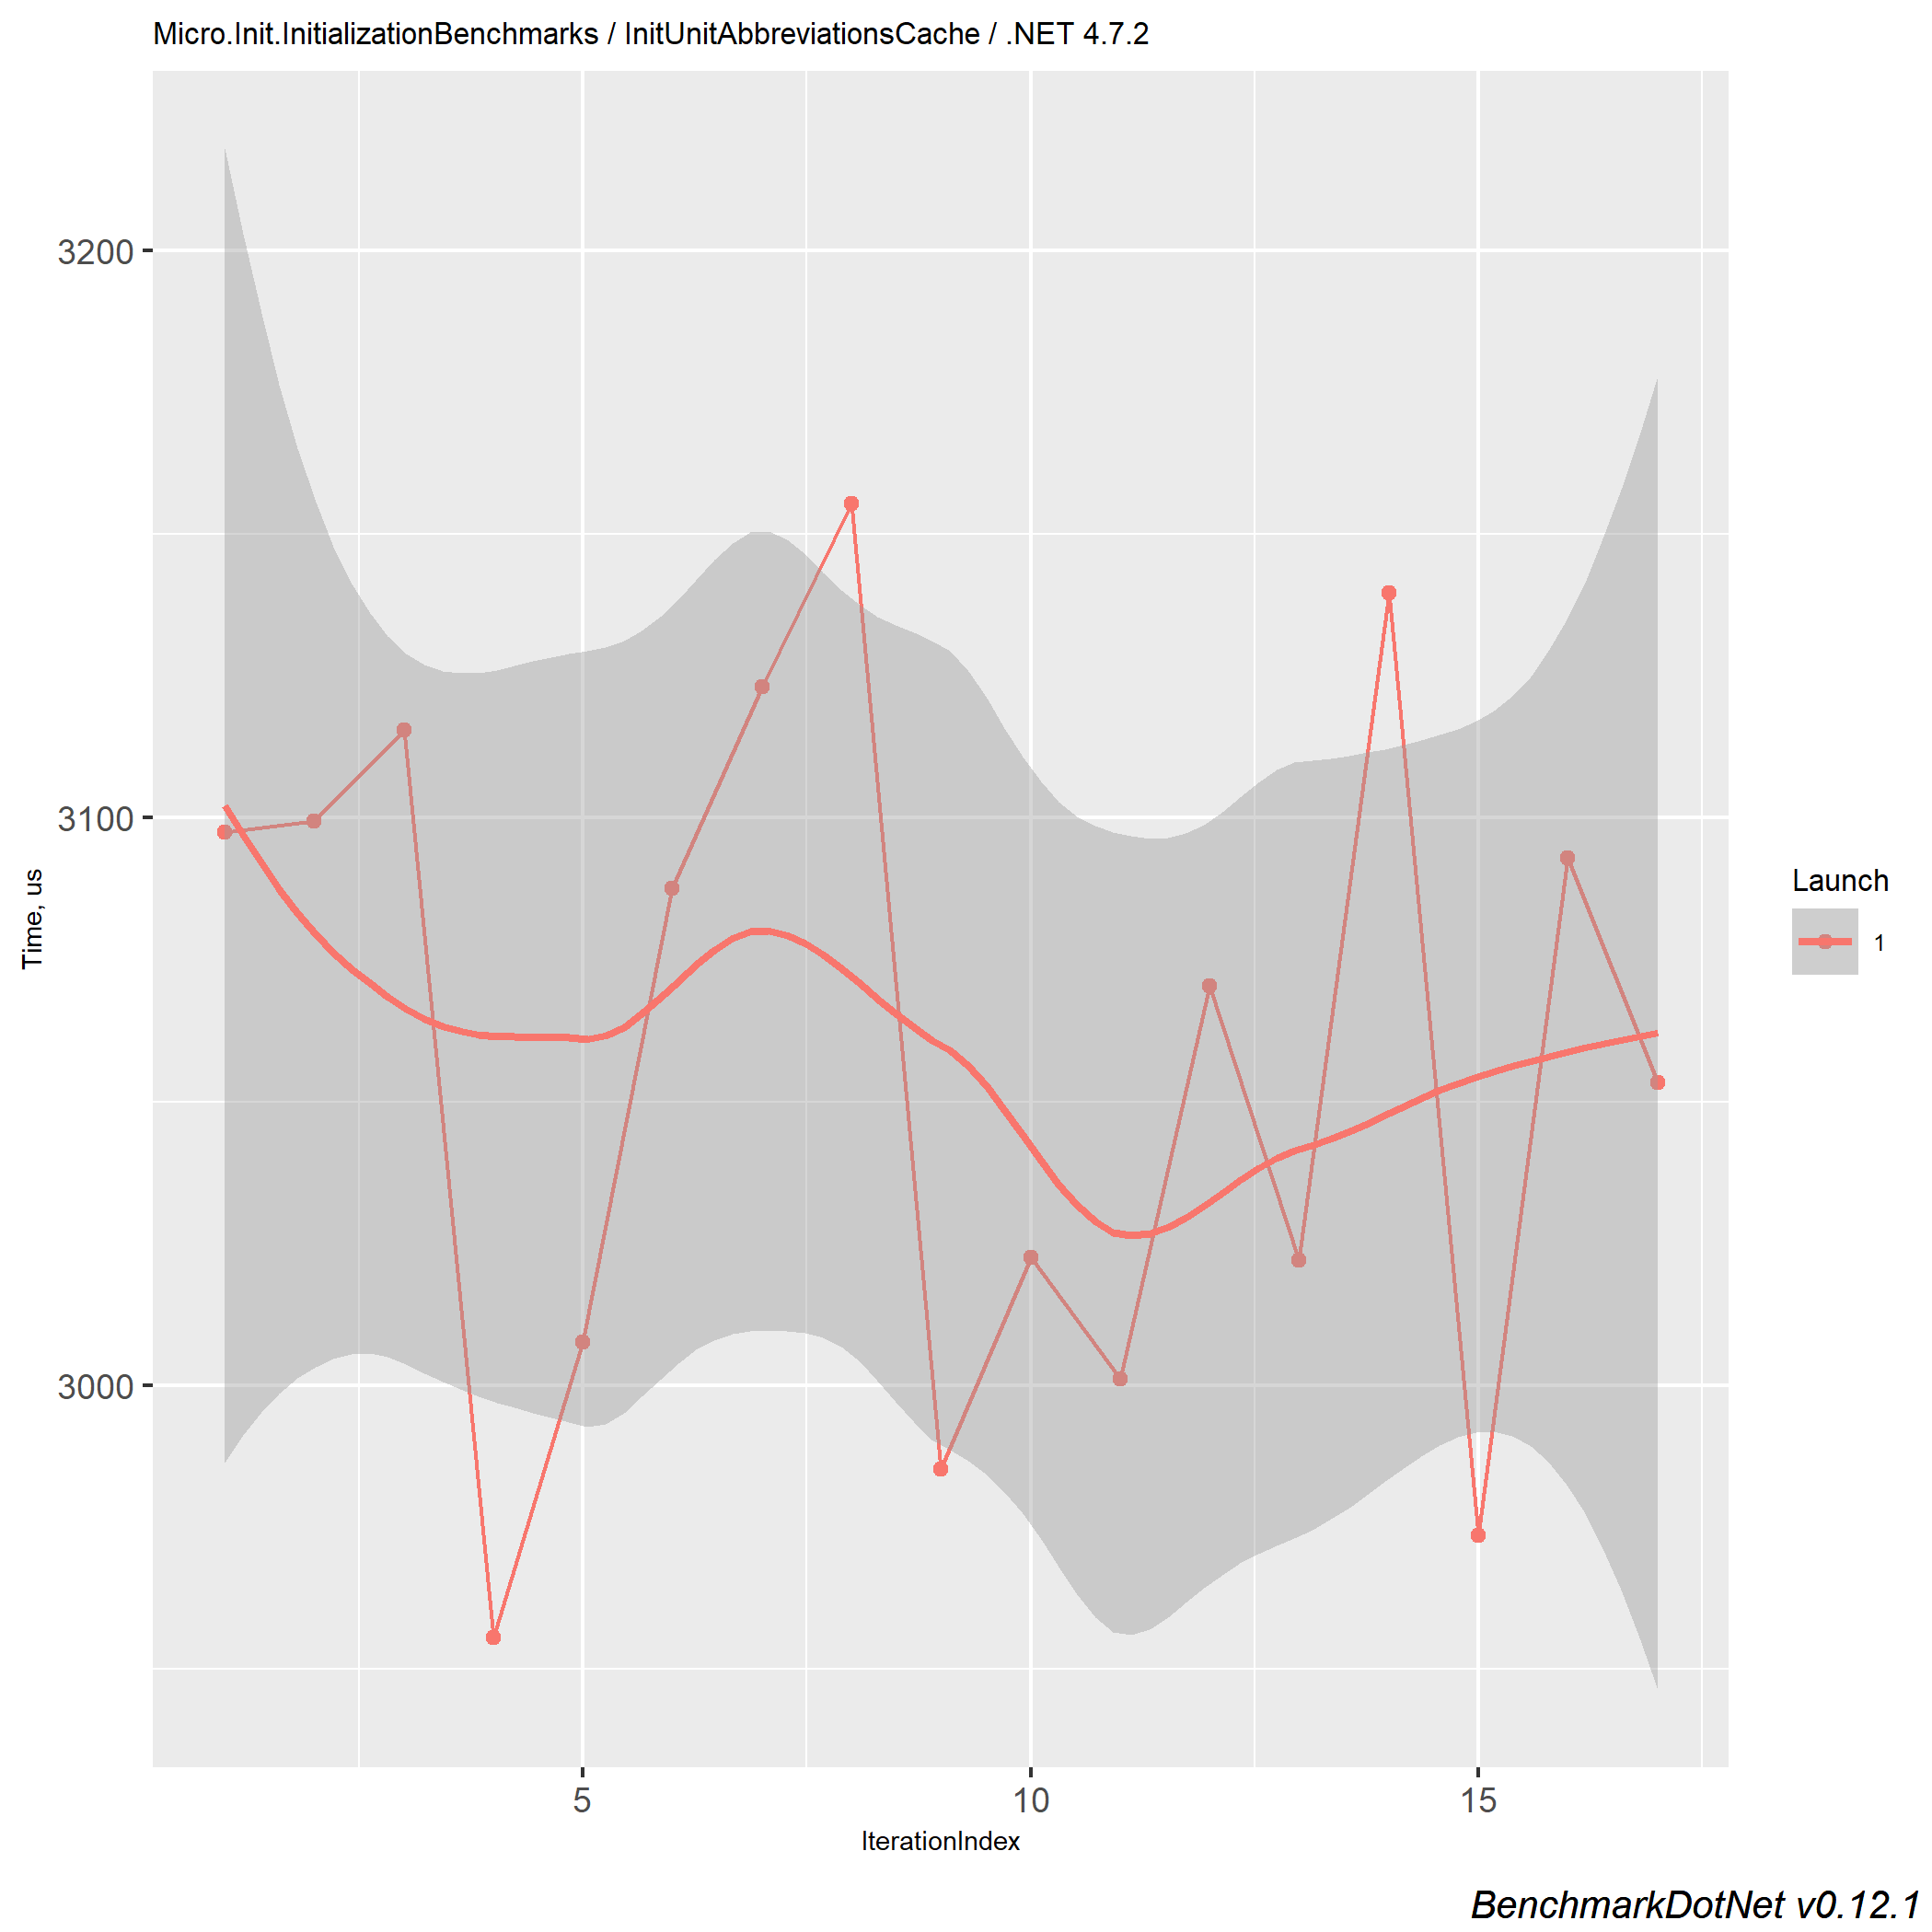 Micro.Init.InitializationBenchmarks / InitUnitAbbreviationsCache / .NET 4.7.2
3200
3100
3000
Time, us
5 10 15
IterationIndex
Launch
1
BenchmarkDotNet v0.12.1